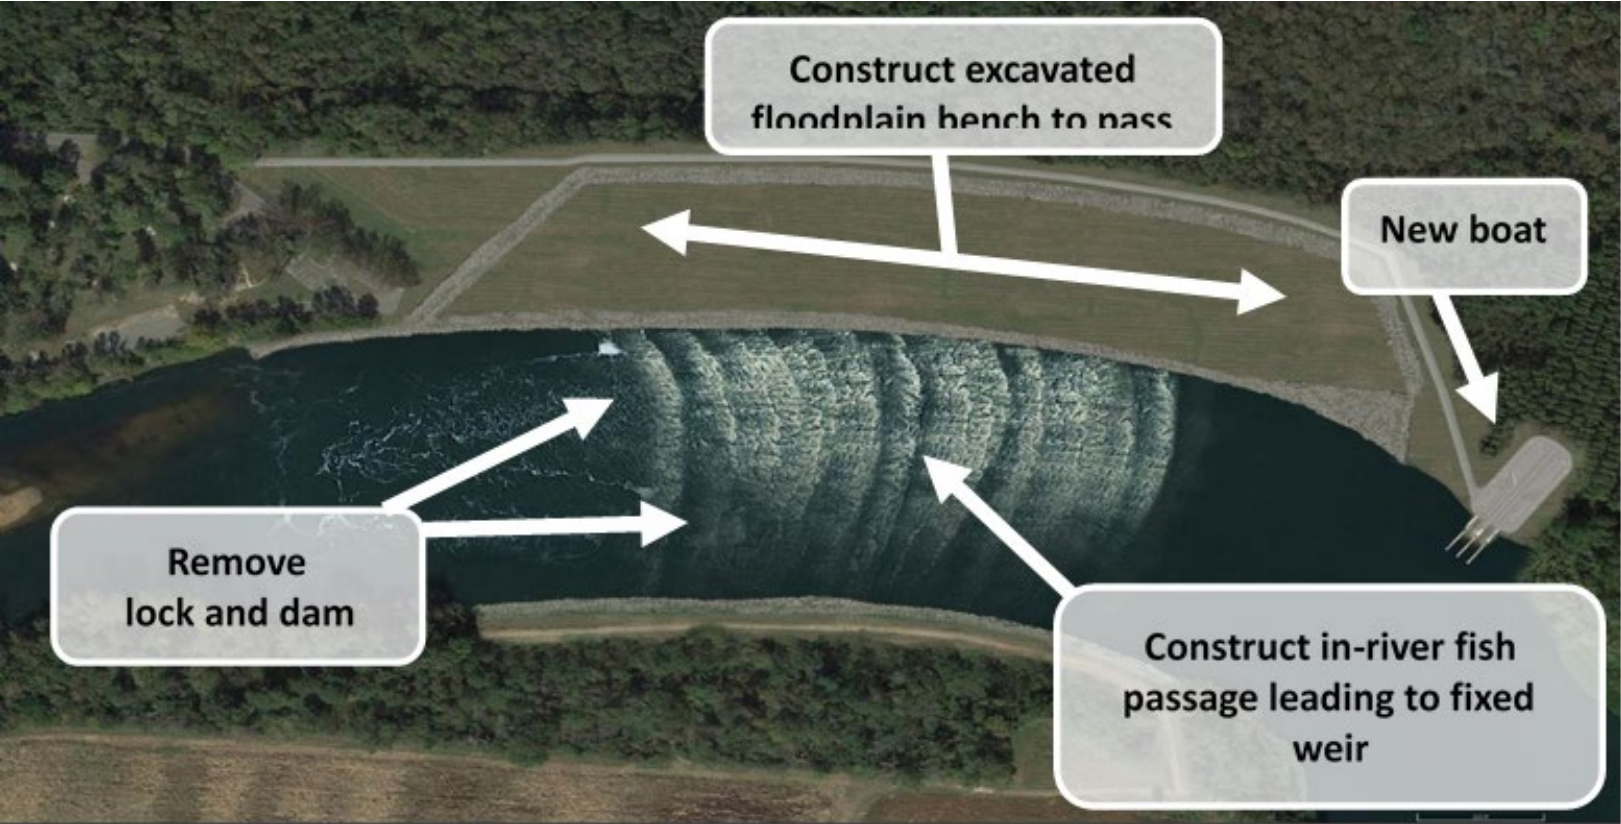 Construct excavated
floodplain bench to pass
New boat
Remove
lock and dam
Construct in-river fish
passage leading to fixed
weir